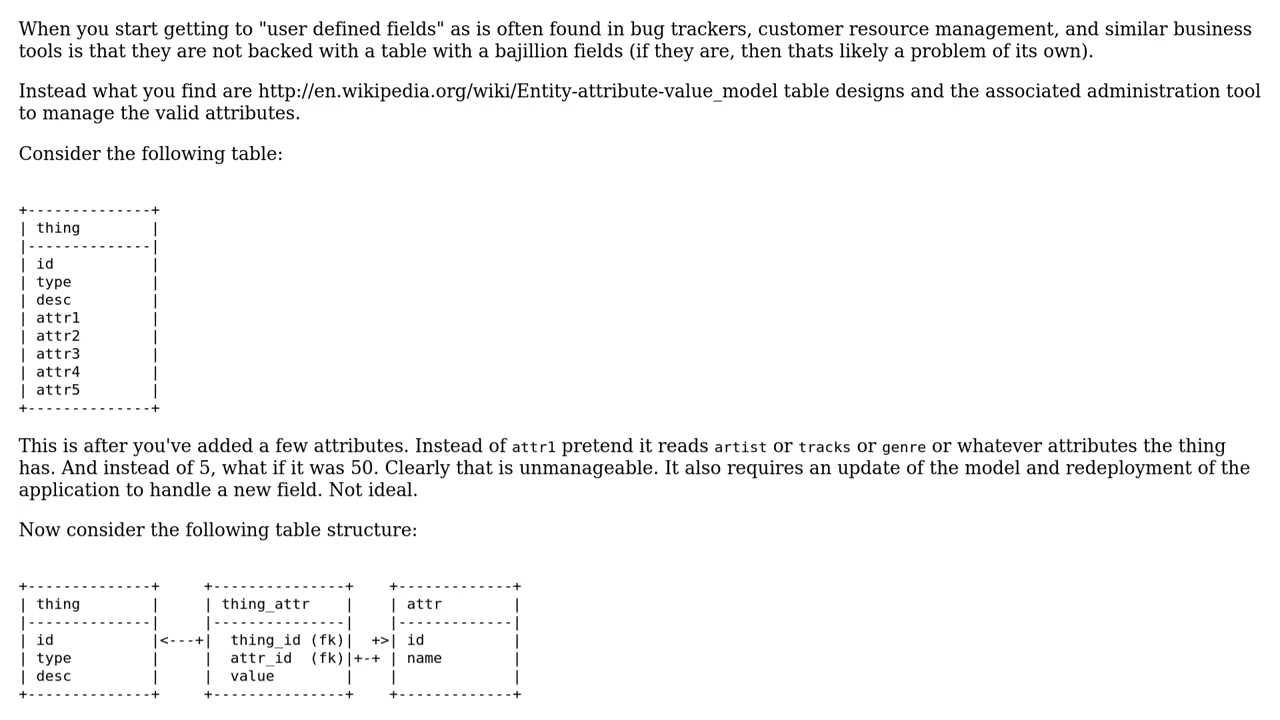 When you start getting to "user defined fields" as is often found in bug trackers, customer resource management, and similar business
tools is that they are not backed with a table with a bajillion fields (if they are, then thats likely a problem of its own).
Instead what you find are http://en.wikipedia.org/wiki/Entity-attribute-value_model table designs and the associated administration tool
to manage the valid attributes.
Consider the following table:
+--------------+
| thing        |
|--------------|
| id           |
| type         |
| desc         |
| attr1        |
| attr2        |
| attr3        |
| attr4        |
| attr5        |
+--------------+
This is after you've added a few attributes. Instead of attr1 pretend it reads artist or tracks or genre or whatever attributes the thing
has. And instead of 5, what if it was 50. Clearly that is unmanageable. It also requires an update of the model and redeployment of the
application to handle a new field. Not ideal.
Now consider the following table structure:
+--------------+     +---------------+    +-------------+
| thing        |     | thing_attr    |    | attr        |
|--------------|     |---------------|    |-------------|
| id           |<---+|  thing_id (fk)|  +>| id          |
| type         |     |  attr_id  (fk)|+-+ | name        |
| desc         |     |  value        |    |             |
+--------------+     +---------------+    +-------------+